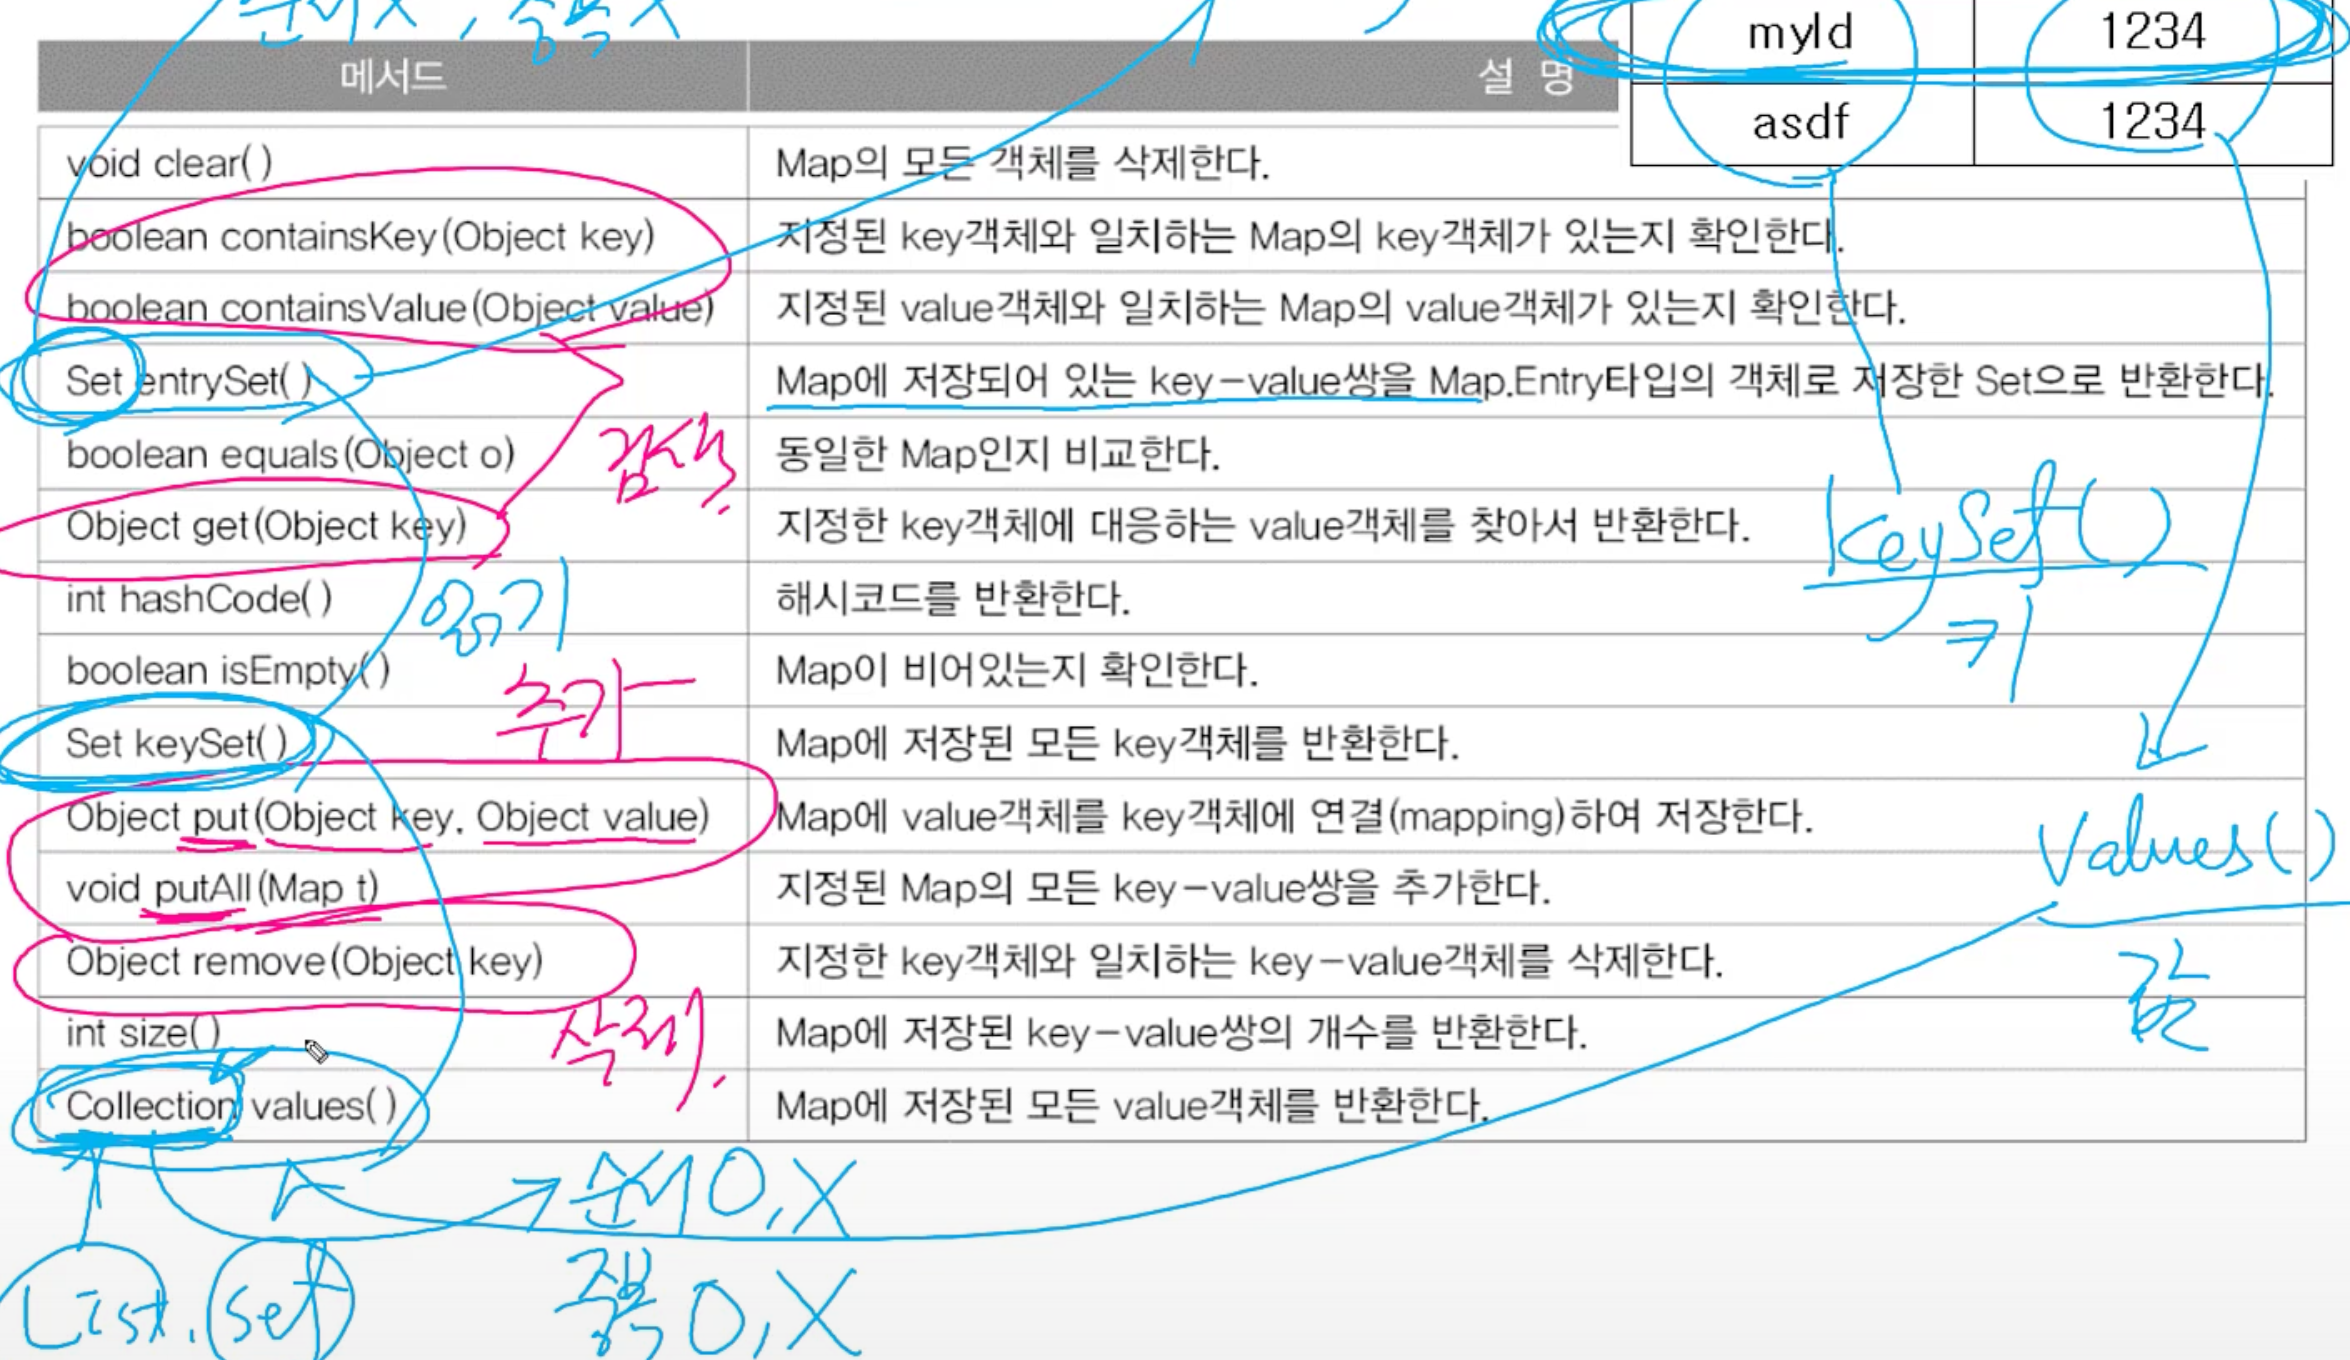 순서X, 중복X
myId 1234
asdf 1234
메서드 설 명
void clear( ) Map의 모든 객체를 삭제한다.
boolean containsKey(Object key) 지정된 key객체와 일치하는 Map의 key객체가 있는지 확인한다.
boolean containsValue(Object value) 지정된 value객체와 일치하는 Map의 value객체가 있는지 확인한다.
Set entrySet( ) Map에 저장되어 있는 key-value쌍을 Map.Entry타입의 객체로 저장한 Set으로 반환한다.
boolean equals(Object o) 동일한 Map인지 비교한다.
검색.
Object get(Object key) 지정한 key객체에 대응하는 value객체를 찾아서 반환한다.
keySet()
int hashCode( ) 해시코드를 반환한다.
읽기
키
boolean isEmpty( ) Map이 비어있는지 확인한다.
추가
Set keySet( ) Map에 저장된 모든 key객체를 반환한다.
Object put(Object key, Object value) Map에 value객체를 key객체에 연결(mapping)하여 저장한다.
values()
void putAll(Map t) 지정된 Map의 모든 key-value쌍을 추가한다.
Object remove(Object key) 지정한 key객체와 일치하는 key-value객체를 삭제한다.
값
int size( ) Map에 저장된 key-value쌍의 개수를 반환한다.
삭제.
Collection values( ) Map에 저장된 모든 value객체를 반환한다.
순서 O, X
List, Set 중복 O, X